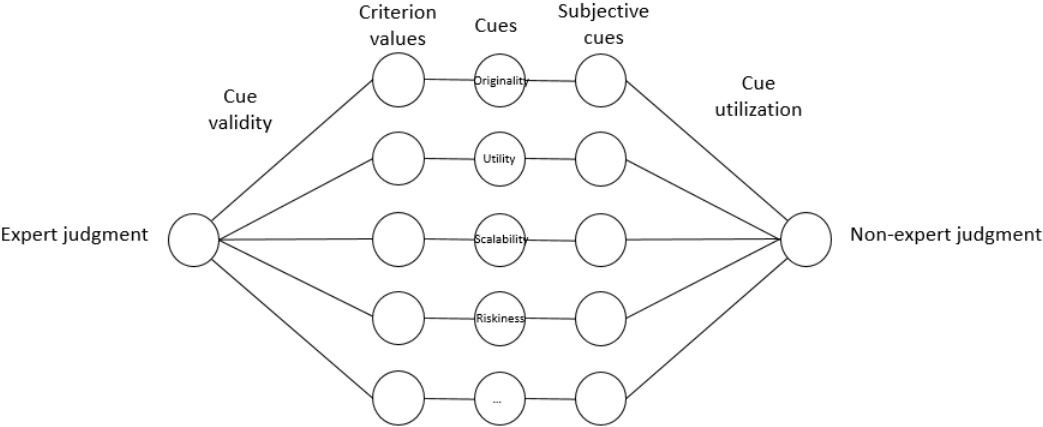 Criterion
values
Cues
Subjective
cues
Cue
validity
Cue
utilization
Originality
Utility
Expert judgment
Scalability
Non-expert judgment
Riskiness
...